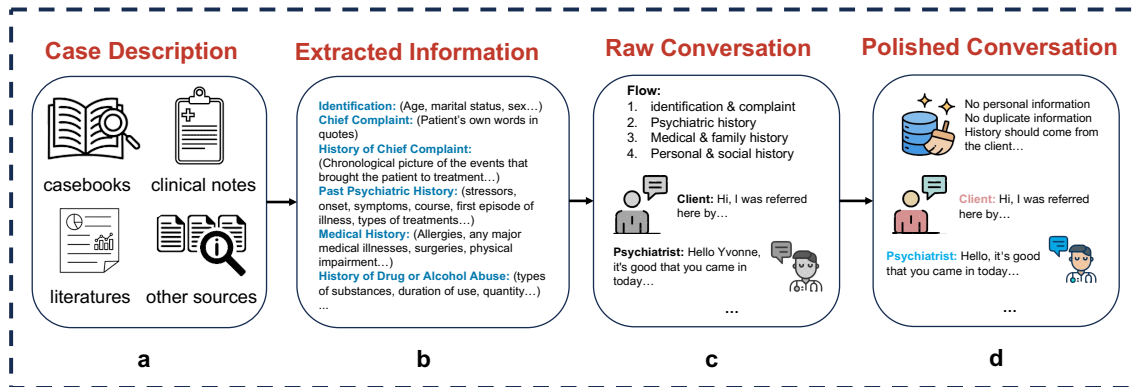 Case Description
Extracted Information
Raw Conversation
Polished Conversation
casebooks
clinical notes
literatures
other sources
a
Identification: (Age, marital status, sex…)
Chief Complaint: (Patient's own words in
quotes)
History of Chief Complaint:
(Chronological picture of the events that
brought the patient to treatment…)
Past Psychiatric History: (stressors,
onset, symptoms, course, first episode of
illness, types of treatments…)
Medical History: (Allergies, any major
medical illnesses, surgeries, physical
impairment…)
History of Drug or Alcohol Abuse: (types
of substances, duration of use, quantity…)
...
b
Flow:
1. identification & complaint
2. Psychiatric history
3. Medical & family history
4. Personal & social history
Client: Hi, I was referred
here by…
Psychiatrist: Hello Yvonne,
it's good that you came in
today…
…
c
No personal information
No duplicate information
History should come from
the client…
Client: Hi, I was referred
here by…
Psychiatrist: Hello, it's good
that you came in today…
…
d